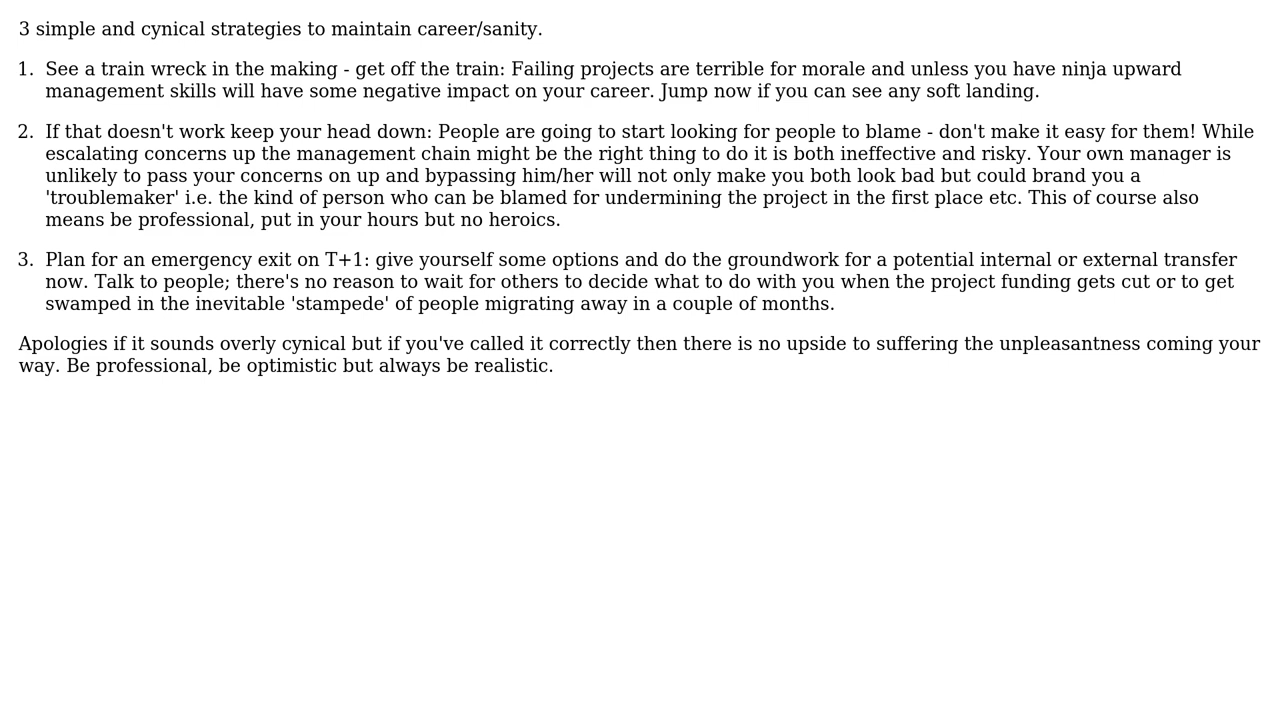 3 simple and cynical strategies to maintain career/sanity.
1. See a train wreck in the making - get off the train: Failing projects are terrible for morale and unless you have ninja upward
management skills will have some negative impact on your career. Jump now if you can see any soft landing.
2. If that doesn't work keep your head down: People are going to start looking for people to blame - don't make it easy for them! While
escalating concerns up the management chain might be the right thing to do it is both ineffective and risky. Your own manager is
unlikely to pass your concerns on up and bypassing him/her will not only make you both look bad but could brand you a
'troublemaker' i.e. the kind of person who can be blamed for undermining the project in the first place etc. This of course also
means be professional, put in your hours but no heroics.
3. Plan for an emergency exit on T+1: give yourself some options and do the groundwork for a potential internal or external transfer
now. Talk to people; there's no reason to wait for others to decide what to do with you when the project funding gets cut or to get
swamped in the inevitable 'stampede' of people migrating away in a couple of months.
Apologies if it sounds overly cynical but if you've called it correctly then there is no upside to suffering the unpleasantness coming your
way. Be professional, be optimistic but always be realistic.